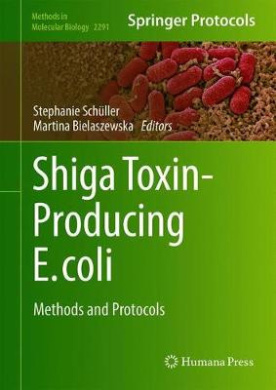 Methods in
Molecular Biology 2291
Springer Protocols
Stephanie Schüller
Martina Bielaszewska Editors
Shiga Toxin-
Producing
E. coli
Methods and Protocols
Humana Press